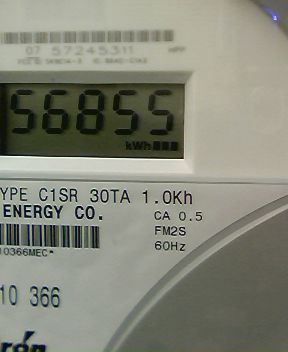 07 57245311
56855
kWh
YPE C1SR 30TA 1.0Kh
ENERGY CO.
CA 0.5
FM2S
60Hz
10366MEC*
10 366
rón